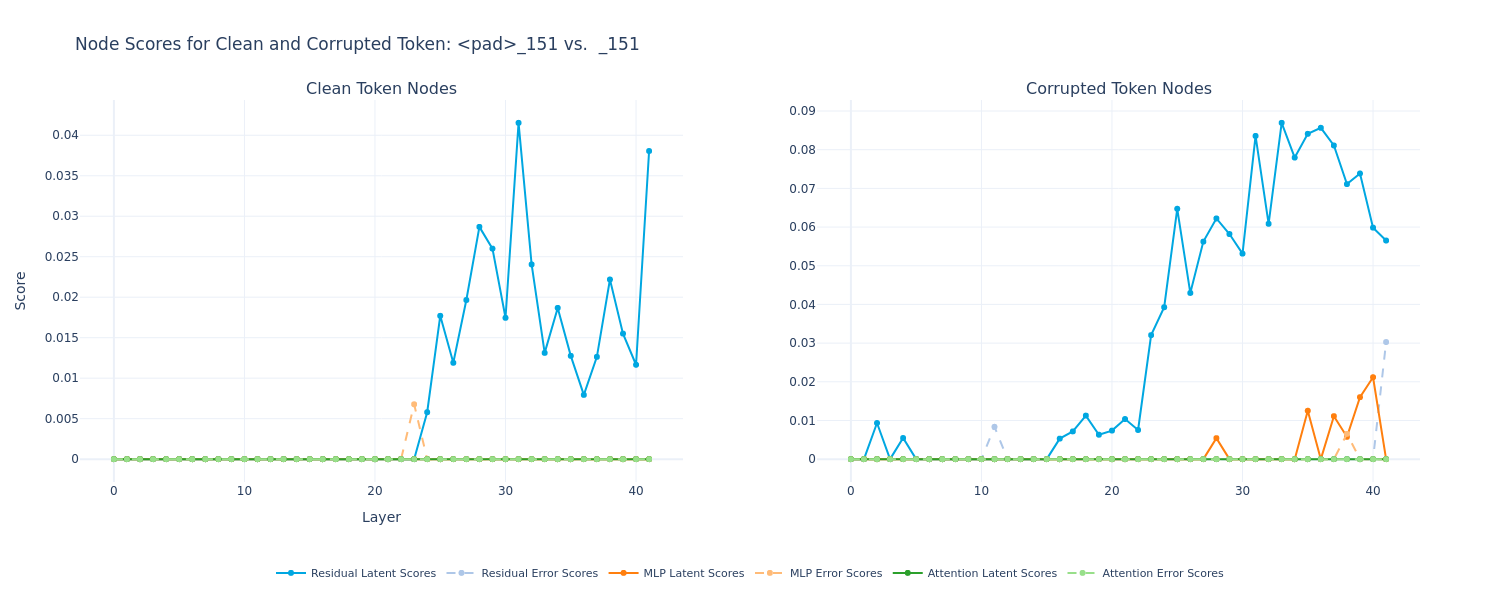 Node Scores for Clean and Corrupted Token: <pad>_151 vs.  _151
Clean Token Nodes
Corrupted Token Nodes
0.04
0.035
0.03
0.025
0.02
0.015
0.01
0.005
0
Score
0 10 20 30 40
Layer
0.09
0.08
0.07
0.06
0.05
0.04
0.03
0.02
0.01
0
0 10 20 30 40
Residual Latent Scores Residual Error Scores MLP Latent Scores MLP Error Scores Attention Latent Scores Attention Error Scores